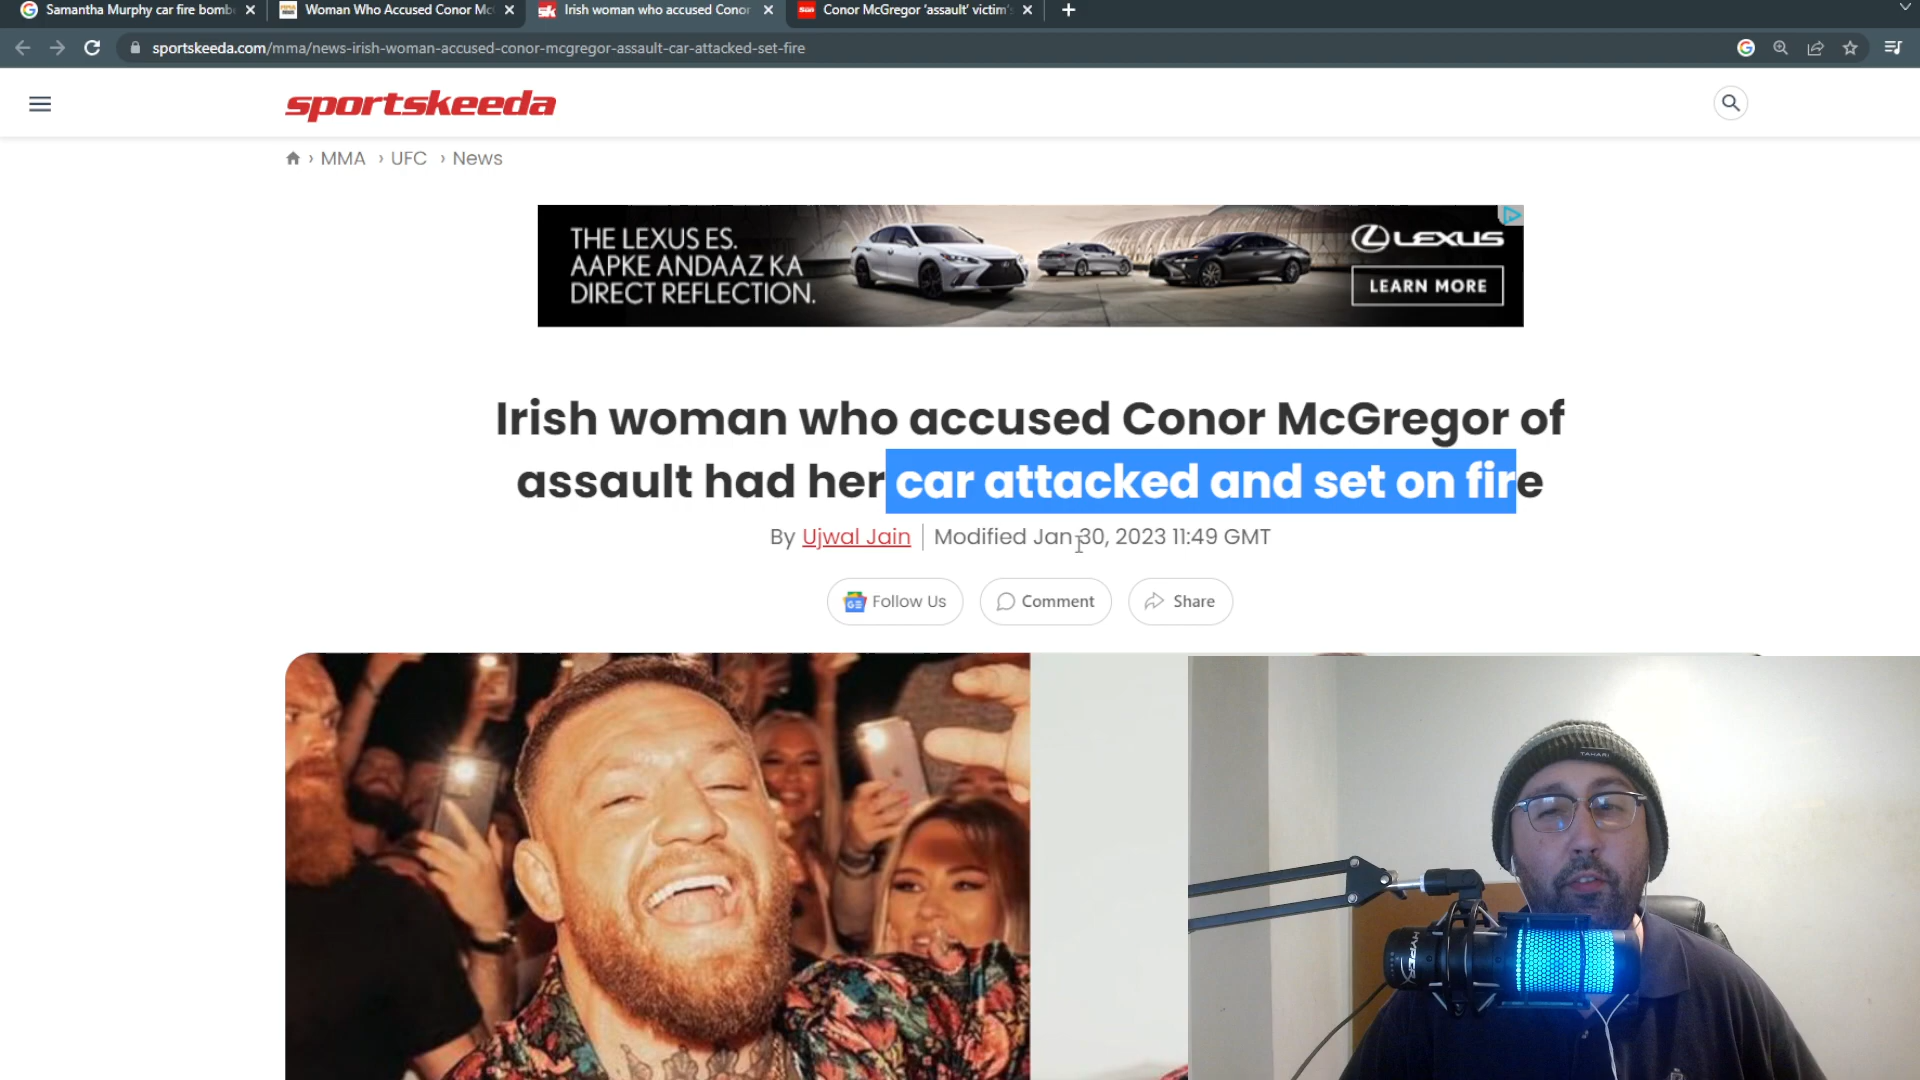 Samantha Murphy car fire bomb
Woman Who Accused Conor Mc
Irish woman who accused Conor
Conor McGregor ‘assault’ victim's
sportskeeda.com/mma/news-irish-woman-accused-conor-mcgregor-assault-car-attacked-set-fire
sportskeeda
› MMA › UFC › News
THE LEXUS ES.
AAPKE ANDAAZ KA
DIRECT REFLECTION.
LEXUS
LEARN MORE
Irish woman who accused Conor McGregor of
assault had her car attacked and set on fire
By Ujwal Jain | Modified Jan 30, 2023 11:49 GMT
GE Follow Us Comment Share
TAHARI
HYPERX